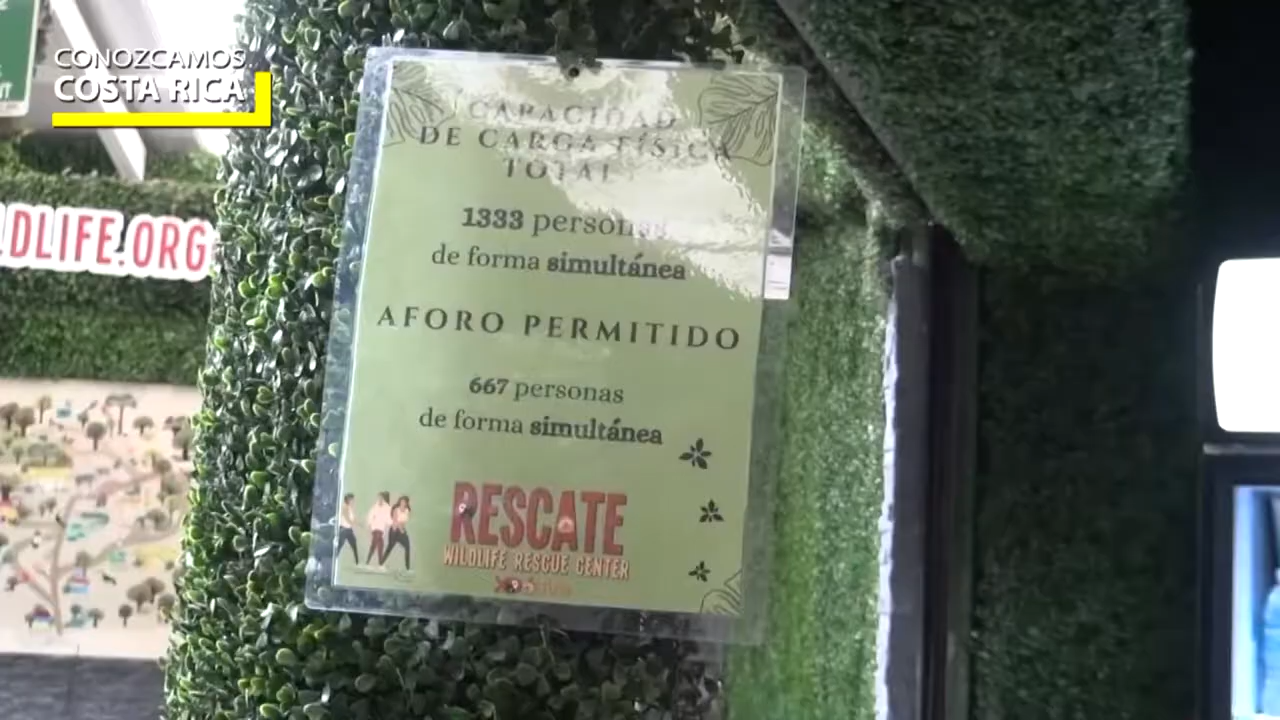 CONOZCAMOS
COSTA RICA
LDLIFE.ORG
CAPACIDAD
DE CARGA FÍSICA
TOTAL
1333 personas
de forma simultánea
AFORO PERMITIDO
667 personas
de forma simultánea
RESCATE
WILDLIFE RESCUE CENTER